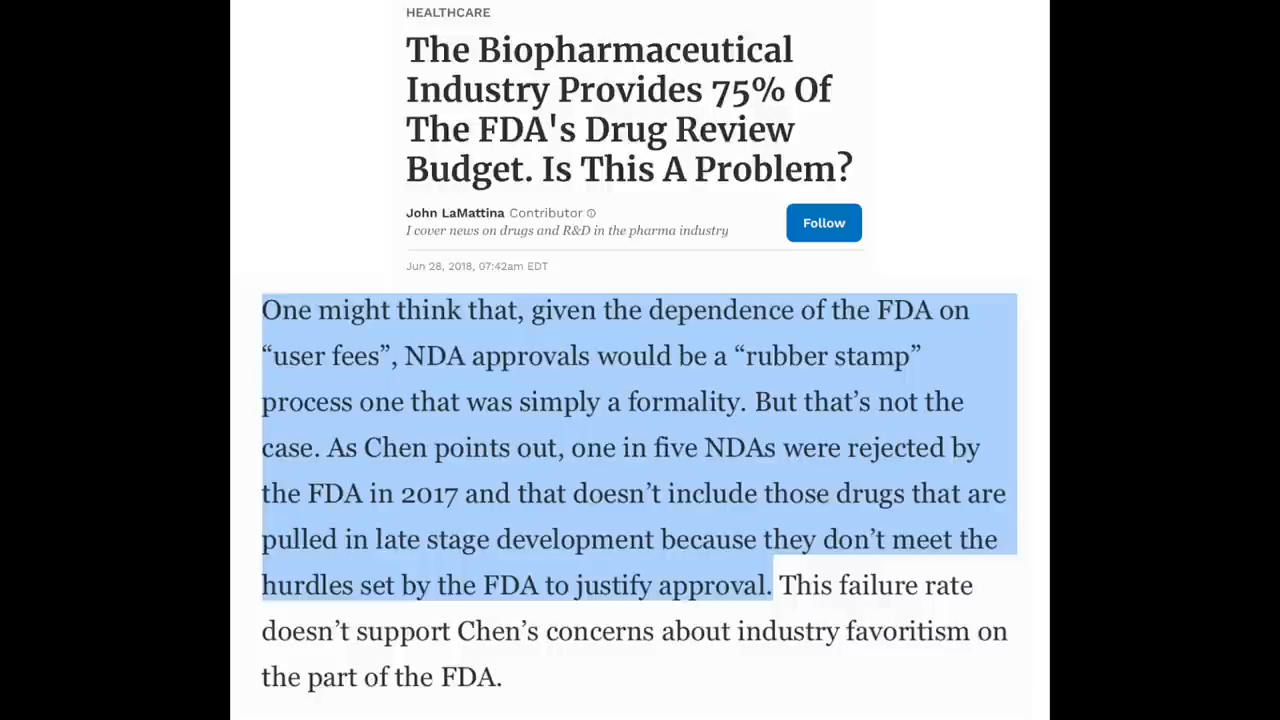 HEALTHCARE
The Biopharmaceutical
Industry Provides 75% Of
The FDA's Drug Review
Budget. Is This A Problem?
John LaMattina Contributor
Follow
I cover news on drugs and R&D in the pharma industry
Jun 28, 2018, 07:42am EDT
One might think that, given the dependence of the FDA on
“user fees”, NDA approvals would be a “rubber stamp”
process one that was simply a formality. But that’s not the
case. As Chen points out, one in five NDAs were rejected by
the FDA in 2017 and that doesn’t include those drugs that are
pulled in late stage development because they don’t meet the
hurdles set by the FDA to justify approval. This failure rate
doesn’t support Chen’s concerns about industry favoritism on
the part of the FDA.